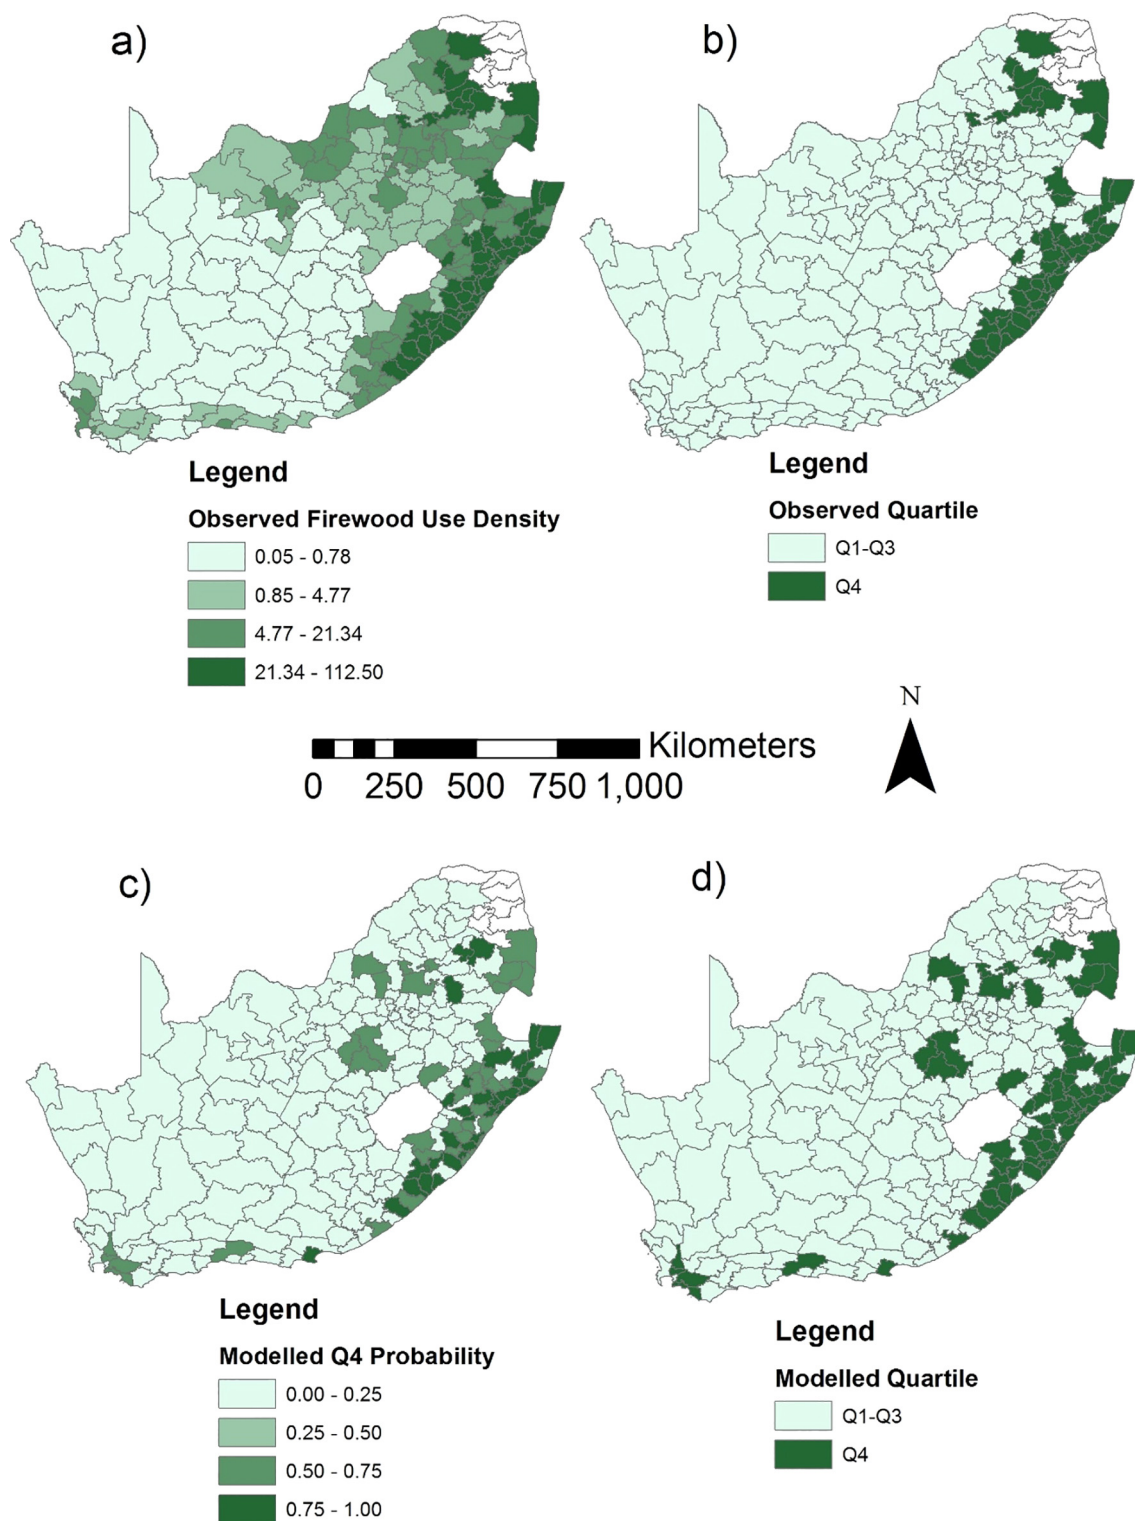 a)
b)
Legend
Observed Firewood Use Density
0.05 - 0.78
0.85 - 4.77
4.77 - 21.34
21.34 - 112.50
Legend
Observed Quartile
Q1-Q3
Q4
Kilometers
0 250 500 750 1,000
N
c)
d)
Legend
Modelled Q4 Probability
0.00 - 0.25
0.25 - 0.50
0.50 - 0.75
0.75 - 1.00
Legend
Modelled Quartile
Q1-Q3
Q4